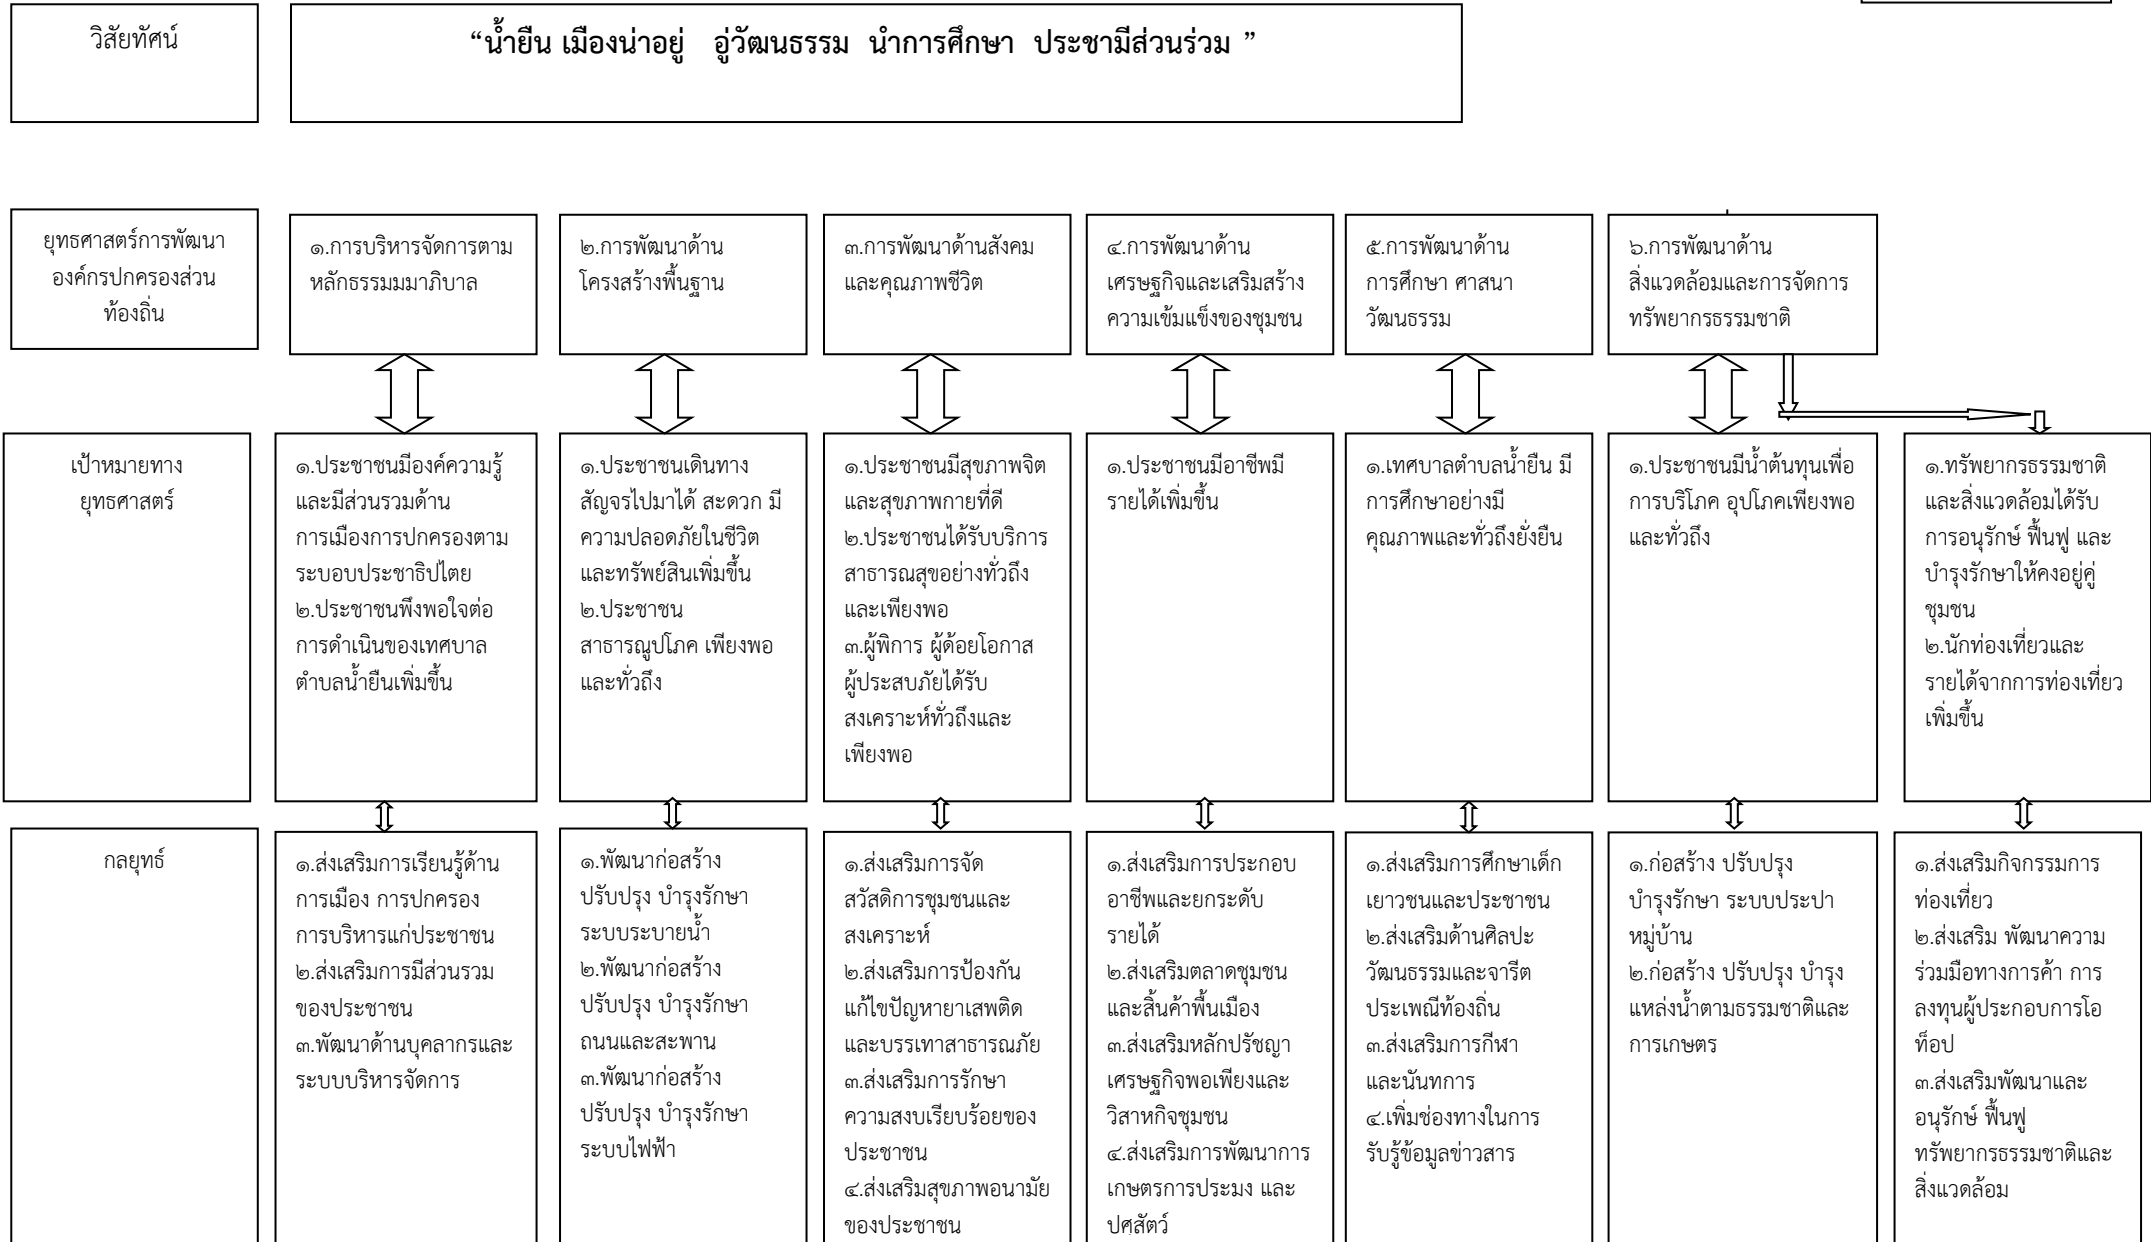 วิสัยทัศน์
“น้ำยืน เมืองน่าอยู่ อู่วัฒนธรรม นำการศึกษา ประชามีส่วนร่วม ”
ยุทธศาสตร์การพัฒนา
องค์กรปกครองส่วน
ท้องถิ่น
๑.การบริหารจัดการตาม
หลักธรรมมมาภิบาล
๒.การพัฒนาด้าน
โครงสร้างพื้นฐาน
๓.การพัฒนาด้านสังคม
และคุณภาพชีวิต
๔.การพัฒนาด้าน
เศรษฐกิจและเสริมสร้าง
ความเข้มแข็งของชุมชน
๕.การพัฒนาด้าน
การศึกษา ศาสนา
วัฒนธรรม
๖.การพัฒนาด้าน
สิ่งแวดล้อมและการจัดการ
ทรัพยากรธรรมชาติ
เป้าหมายทาง
ยุทธศาสตร์
๑.ประชาชนมีองค์ความรู้
และมีส่วนรวมด้าน
การเมืองการปกครองตาม
ระบอบประชาธิปไตย
๒.ประชาชนพึงพอใจต่อ
การดำเนินของเทศบาล
ตำบลน้ำยืนเพิ่มขึ้น
๑.ประชาชนเดินทาง
สัญจรไปมาได้ สะดวก มี
ความปลอดภัยในชีวิต
และทรัพย์สินเพิ่มขึ้น
๒.ประชาชน
สาธารณูปโภค เพียงพอ
และทั่วถึง
๑.ประชาชนมีสุขภาพจิต
และสุขภาพกายที่ดี
๒.ประชาชนได้รับบริการ
สาธารณสุขอย่างทั่วถึง
และเพียงพอ
๓.ผู้พิการ ผู้ด้อยโอกาส
ผู้ประสบภัยได้รับ
สงเคราะห์ทั่วถึงและ
เพียงพอ
๑.ประชาชนมีอาชีพมี
รายได้เพิ่มขึ้น
๑.เทศบาลตำบลน้ำยืน มี
การศึกษาอย่างมี
คุณภาพและทั่วถึงยั่งยืน
๑.ประชาชนมีน้ำต้นทุนเพื่อ
การบริโภค อุปโภคเพียงพอ
และทั่วถึง
๑.ทรัพยากรธรรมชาติ
และสิ่งแวดล้อมได้รับ
การอนุรักษ์ ฟื้นฟู และ
บำรุงรักษาให้คงอยู่คู่
ชุมชน
๒.นักท่องเที่ยวและ
รายได้จากการท่องเที่ยว
เพิ่มขึ้น
กลยุทธ์
๑.ส่งเสริมการเรียนรู้ด้าน
การเมือง การปกครอง
การบริหารแก่ประชาชน
๒.ส่งเสริมการมีส่วนรวม
ของประชาชน
๓.พัฒนาด้านบุคลากรและ
ระบบบริหารจัดการ
๑.พัฒนาก่อสร้าง
ปรับปรุง บำรุงรักษา
ระบบระบายน้ำ
๒.พัฒนาก่อสร้าง
ปรับปรุง บำรุงรักษา
ถนนและสะพาน
๓.พัฒนาก่อสร้าง
ปรับปรุง บำรุงรักษา
ระบบไฟฟ้า
๑.ส่งเสริมการจัด
สวัสดิการชุมชนและ
สงเคราะห์
๒.ส่งเสริมการป้องกัน
แก้ไขปัญหายาเสพติด
และบรรเทาสาธารณภัย
๓.ส่งเสริมการรักษา
ความสงบเรียบร้อยของ
ประชาชน
๔.ส่งเสริมสุขภาพอนามัย
ของประชาชน
๑.ส่งเสริมการประกอบ
อาชีพและยกระดับ
รายได้
๒.ส่งเสริมตลาดชุมชน
และสิ้นค้าพื้นเมือง
๓.ส่งเสริมหลักปรัชญา
เศรษฐกิจพอเพียงและ
วิสาหกิจชุมชน
๔.ส่งเสริมการพัฒนาการ
เกษตรการประมง และ
ปศุสัตว์
๑.ส่งเสริมการศึกษาเด็ก
เยาวชนและประชาชน
๒.ส่งเสริมด้านศิลปะ
วัฒนธรรมและจารีต
ประเพณีท้องถิ่น
๓.ส่งเสริมการกีฬา
และนันทการ
๔.เพิ่มช่องทางในการ
รับรู้ข้อมูลข่าวสาร
๑.ก่อสร้าง ปรับปรุง
บำรุงรักษา ระบบประปา
หมู่บ้าน
๒.ก่อสร้าง ปรับปรุง บำรุง
แหล่งน้ำตามธรรมชาติและ
การเกษตร
๑.ส่งเสริมกิจกรรมการ
ท่องเที่ยว
๒.ส่งเสริม พัฒนาความ
ร่วมมือทางการค้า การ
ลงทุนผู้ประกอบการโอ
ท็อป
๓.ส่งเสริมพัฒนาและ
อนุรักษ์ ฟื้นฟู
ทรัพยากรธรรมชาติและ
สิ่งแวดล้อม